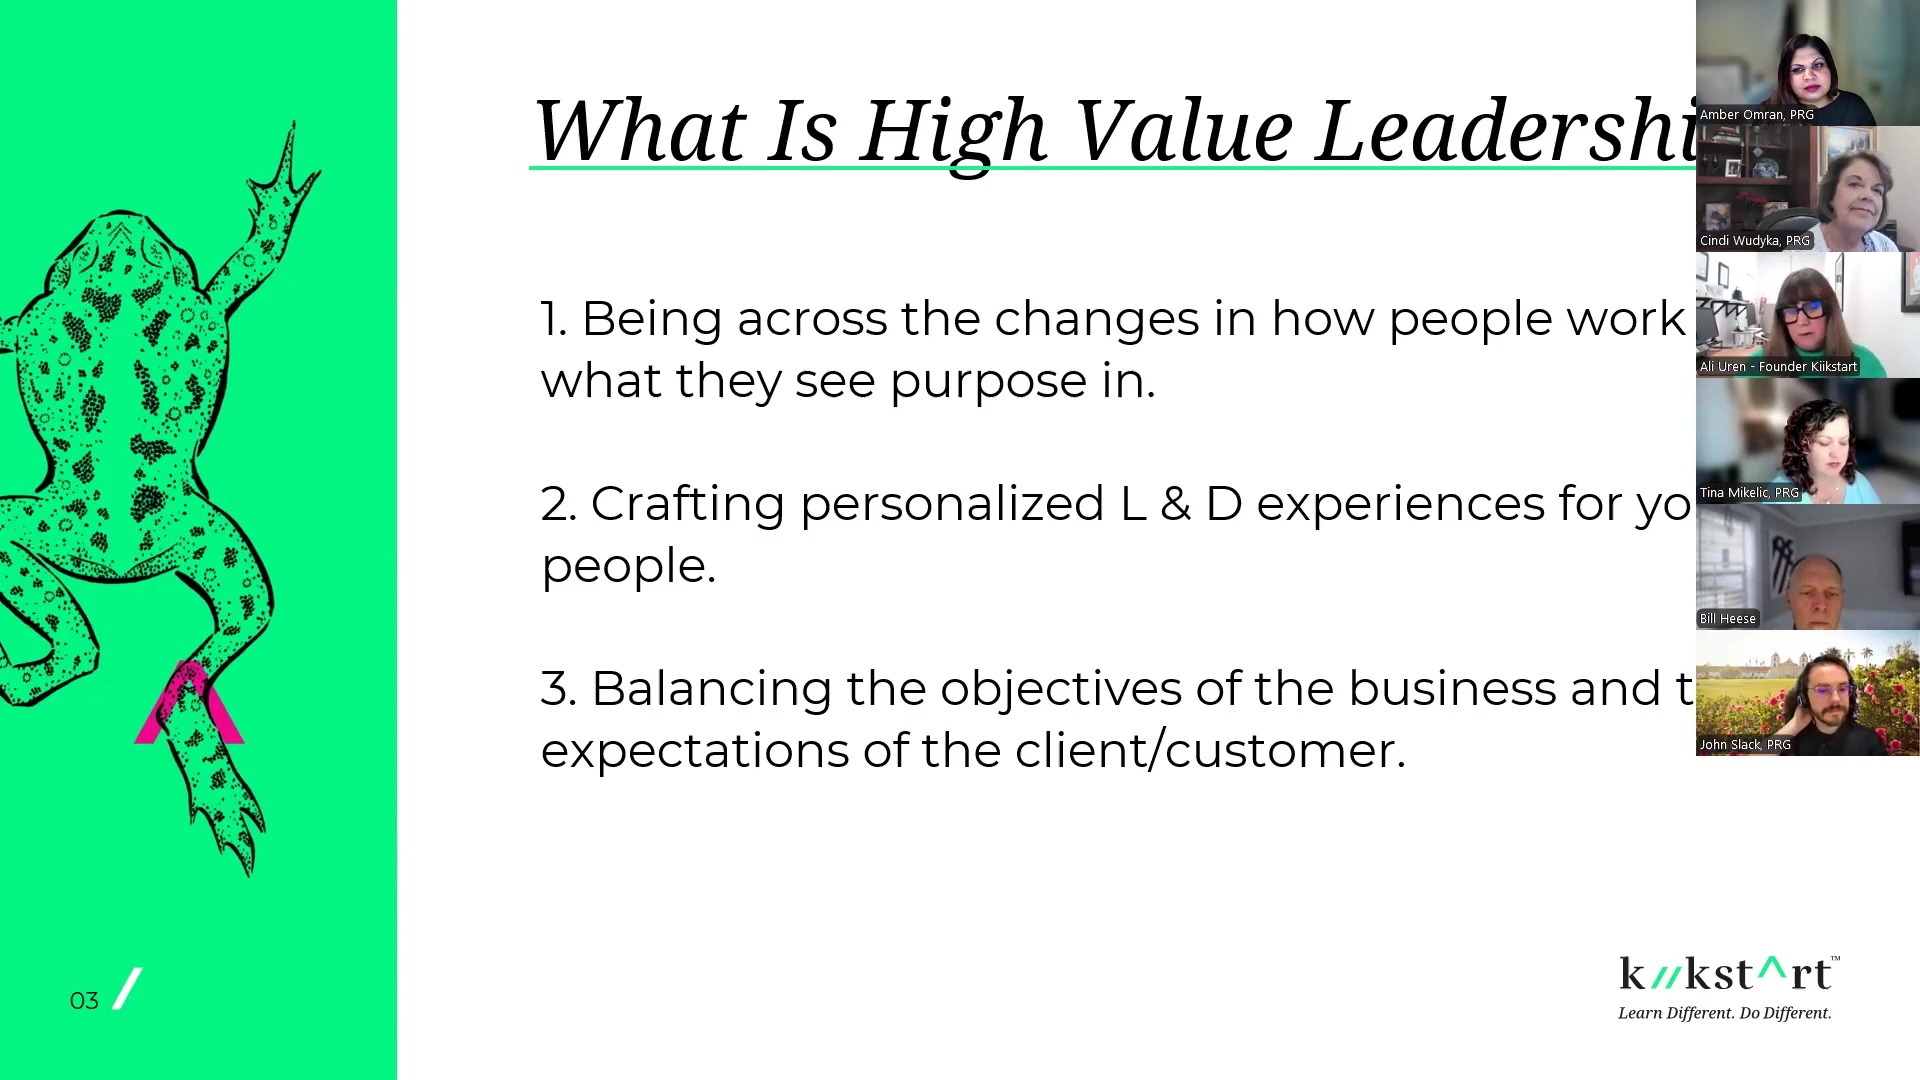 What Is High Value Leadershi
1. Being across the changes in how people work
what they see purpose in.
2. Crafting personalized L & D experiences for yo
people.
3. Balancing the objectives of the business and t
expectations of the client/customer.
03
kiikstart™
Learn Different. Do Different.
Amber Omran, PRG
Cindi Wudyka, PRG
Ali Uren - Founder Kiikstart
Tina Mikelic, PRG
Bill Heese
John Slack, PRG